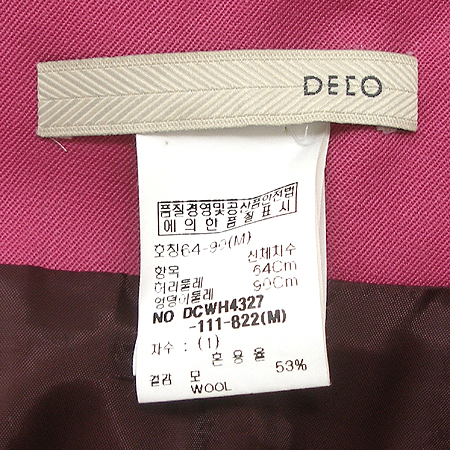 DECO
품질경영및공산품안전법
에 의한 품질표시
호칭64-90(M)
항목 신체치수
허리둘레 64Cm
엉덩이둘레 90Cm
NO DCWH4327
-111-822(M)
자수 : (1)
혼용율
겉감 모 53%
WOOL